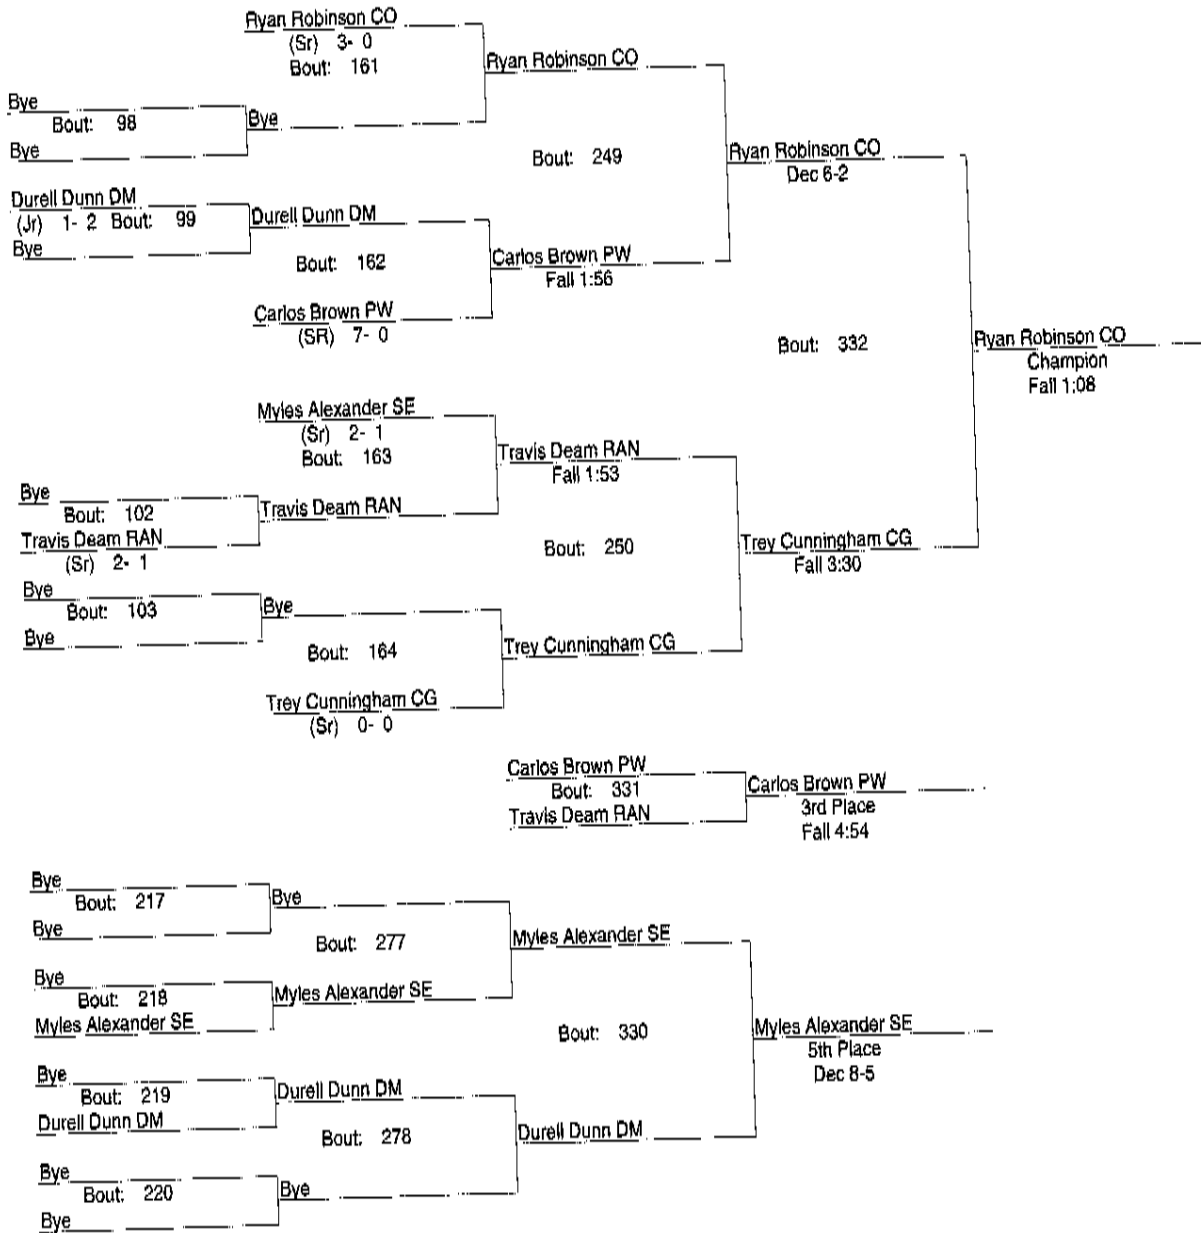 Ryan Robinson CO
(Sr) 3- 0
Bout: 161
Ryan Robinson CO
Bye
Bout: 98
Bye
Bye
Bout: 249
Ryan Robinson CO
Dec 6-2
Durell Dunn DM
(Jr) 1- 2 Bout: 99
Durell Dunn DM
Bye
Bout: 162
Carlos Brown PW
Fall 1:56
Carlos Brown PW
(SR) 7- 0
Bout: 332
Ryan Robinson CO
Champion
Fall 1:08
Myles Alexander SE
(Sr) 2- 1
Bout: 163
Travis Deam RAN
Fall 1:53
Bye
Bout: 102
Travis Deam RAN
Travis Deam RAN
(Sr) 2- 1
Bout: 250
Trey Cunningham CG
Fall 3:30
Bye
Bout: 103
Bye
Bye
Bout: 164
Trey Cunningham CG
Trey Cunningham CG
(Sr) 0- 0
Carlos Brown PW
Bout: 331
Travis Deam RAN
Carlos Brown PW
3rd Place
Fall 4:54
Bye
Bout: 217
Bye
Bye
Bout: 277
Myles Alexander SE
Bye
Bout: 218
Myles Alexander SE
Myles Alexander SE
Bout: 330
Myles Alexander SE
5th Place
Dec 8-5
Bye
Bout: 219
Durell Dunn DM
Durell Dunn DM
Bout: 278
Durell Dunn DM
Bye
Bout: 220
Bye
Bye